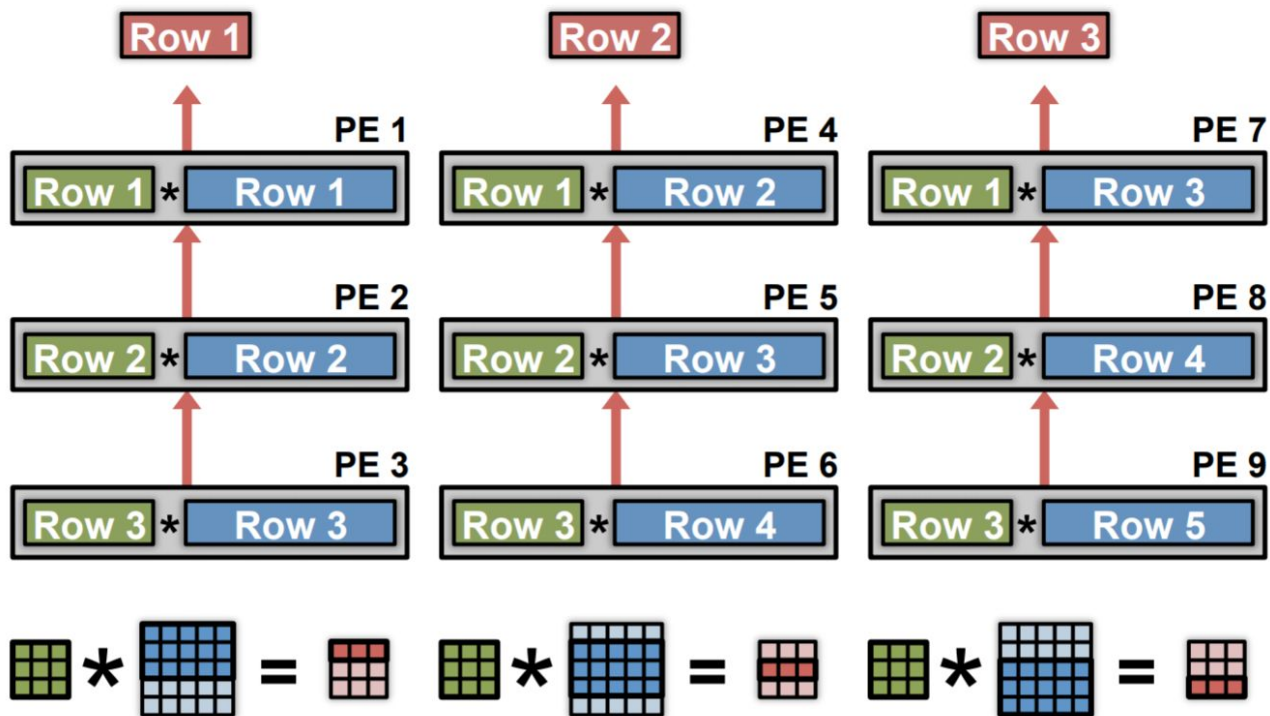 Row 1 Row 2 Row 3
PE 1 PE 4 PE 7
Row 1 * Row 1 Row 1 * Row 2 Row 1 * Row 3
PE 2 PE 5 PE 8
Row 2 * Row 2 Row 2 * Row 3 Row 2 * Row 4
PE 3 PE 6 PE 9
Row 3 * Row 3 Row 3 * Row 4 Row 3 * Row 5
* = * = * =